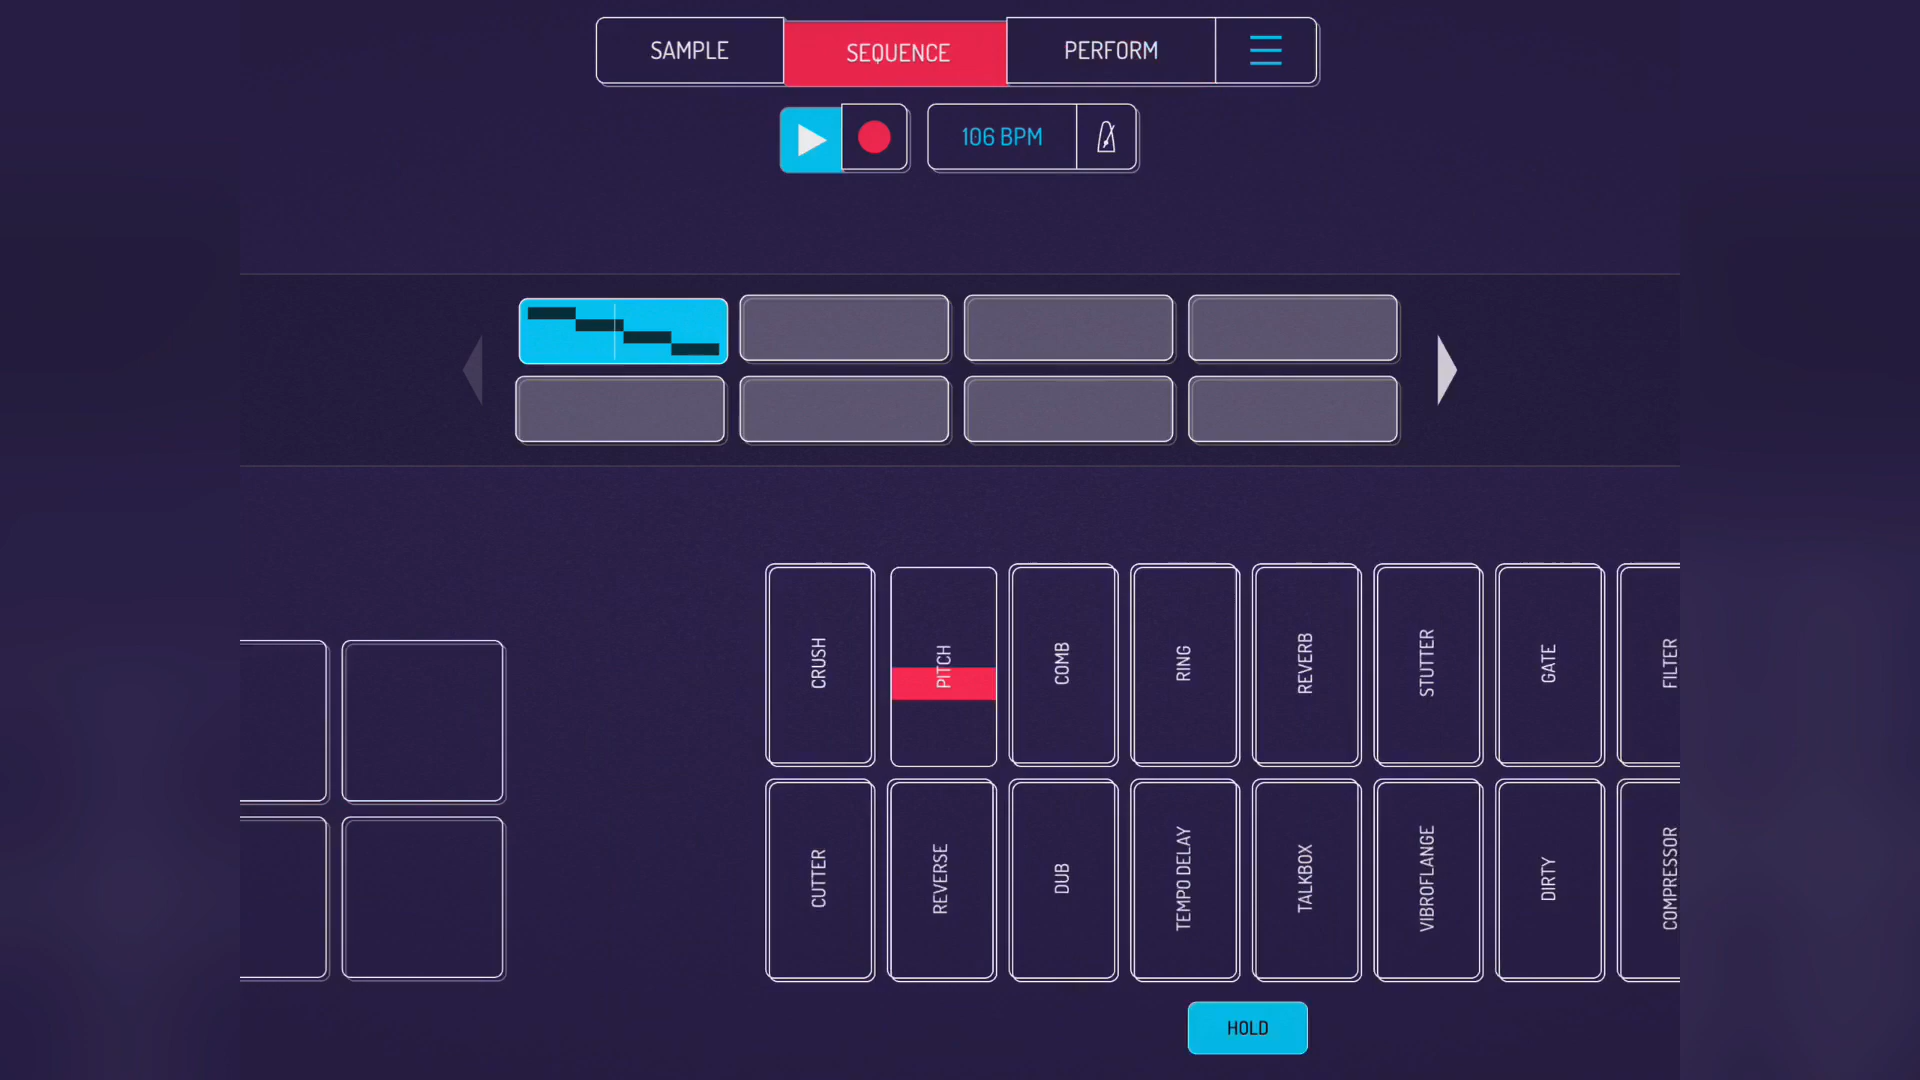 SAMPLE
SEQUENCE
PERFORM
106 BPM
CRUSH
PITCH
COMB
RING
REVERB
STUTTER
GATE
FILTER
CUTTER
REVERSE
DUB
TEMPO DELAY
TALKBOX
VIBROFLANGE
DIRTY
COMPRESSOR
HOLD